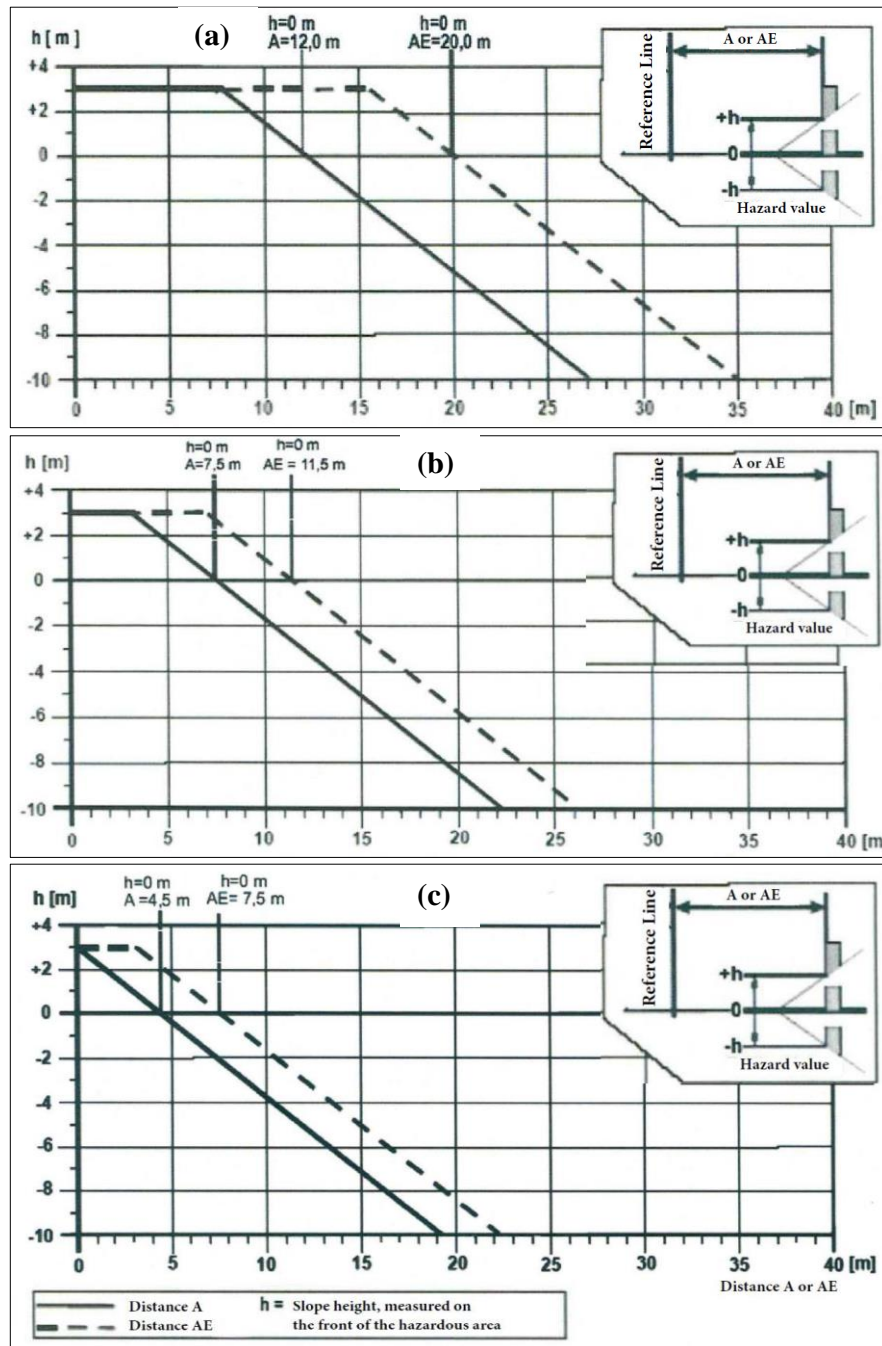 (a)
h=0 m
A=12,0 m
h=0 m
AE=20,0 m
h [m]
+4
+2
0
-2
-4
-6
-8
-10
0 5 10 15 20 25 30 35 40 [m]
Reference Line
A or AE
+h
0
-h
Hazard value
(b)
h=0 m
A=7,5 m
h=0 m
AE = 11,5 m
h [m]
+4
+2
0
-2
-4
-6
-8
-10
0 5 10 15 20 25 30 35 40 [m
Reference Line
A or AE
+h
0
-h
Hazard value
(c)
h=0 m
A =4,5 m
h=0 m
AE= 7,5 m
h [m]
+4
+2
0
-2
-4
-6
-8
-10
0 5 10 15 20 25 30 35 40 [m]
Reference Line
A or AE
+h
0
-h
Hazard value
Distance A or AE
Distance A
Distance AE
h = Slope height, measured on
the front of the hazardous area